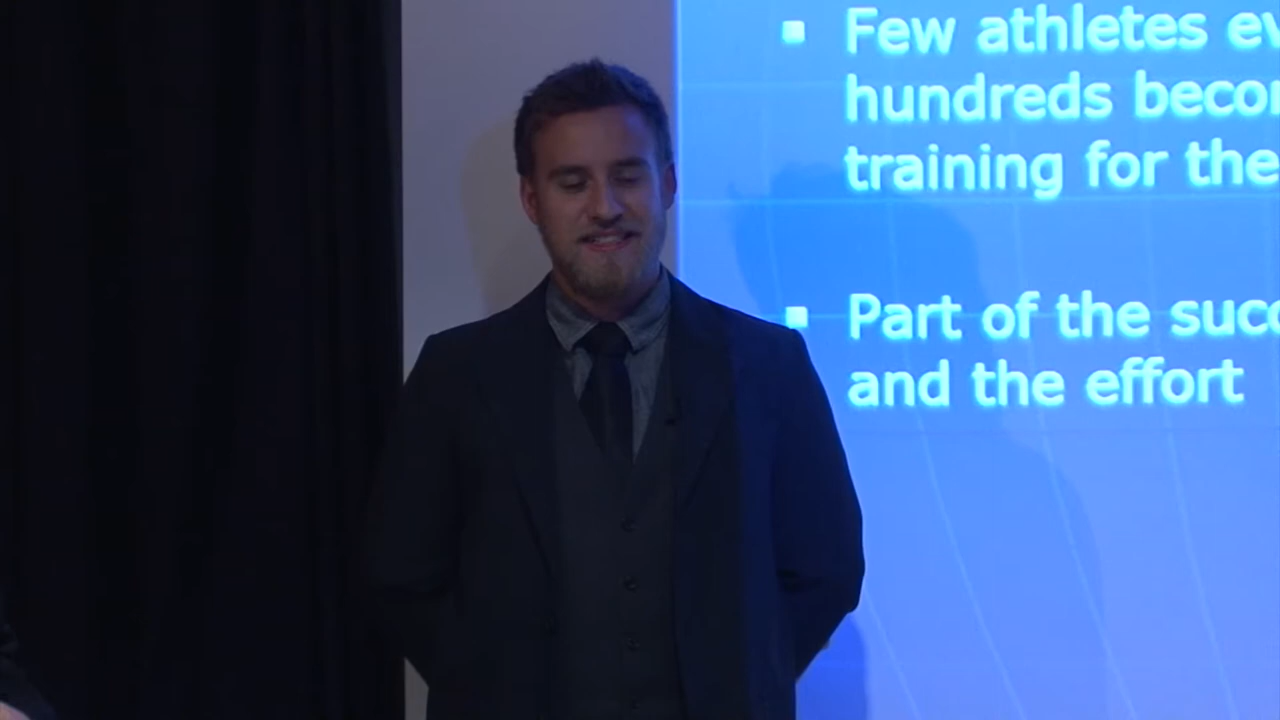 Few athletes
hundreds
training for the
Part of the
and the effort